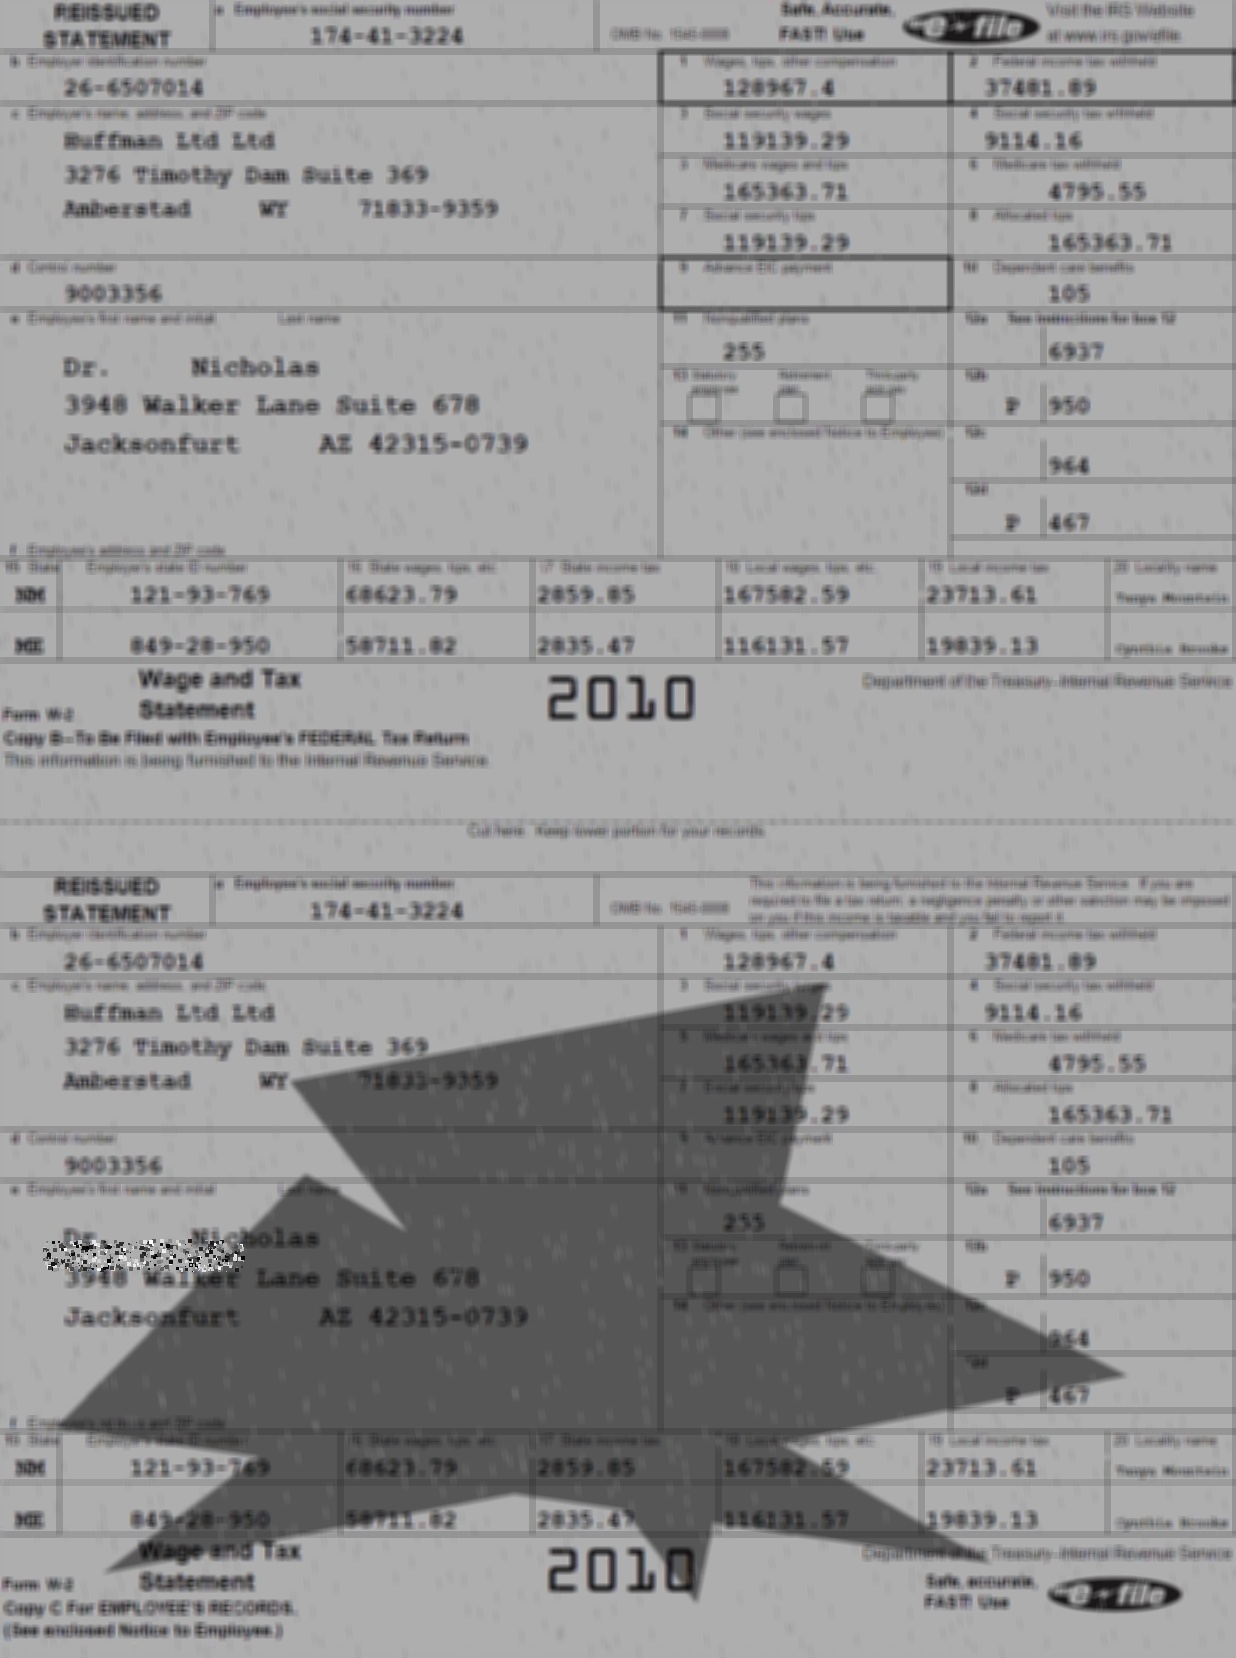 REISSUED STATEMENT
a Employee's social security number
174-41-3224
OMB No. 1545-0008
Safe, Accurate, FAST! Use
e file
Visit the IRS Website at www.irs.gov/efile.
b Employer identification number
26-6507014
1 Wages, tips, other compensation
128967.4
2 Federal income tax withheld
37481.89
c Employer's name, address, and ZIP code
Huffman Ltd Ltd
3276 Timothy Dam Suite 369
Amberstad WY 71833-9359
3 Social security wages
119139.29
4 Social security tax withheld
9114.16
5 Medicare wages and tips
165363.71
6 Medicare tax withheld
4795.55
7 Social security tips
119139.29
8 Allocated tips
165363.71
d Control number
9003356
9 Advance EIC payment
10 Dependent care benefits
105
e Employee's first name and initial Last name
Dr. Nicholas
3948 Walker Lane Suite 678
Jacksonfurt AZ 42315-0739
11 Nonqualified plans
255
12a See instructions for box 12
6937
13 Statutory employee Retirement plan Third-party sick pay
12b
P 950
14 Other (see enclosed Notice to Employee)
12c
964
12d
P 467
f Employee's address and ZIP code
15 State Employer's state ID number 16 State wages, tips, etc. 17 State income tax 18 Local wages, tips, etc. 19 Local income tax 20 Locality name
121-93-769 68623.79 2859.85 167582.59 23713.61
849-28-950 58711.82 2835.47 116131.57 19839.13
Form W-2 Wage and Tax Statement
2010
Department of the Treasury-Internal Revenue Service
Copy B-To Be Filed with Employee's FEDERAL Tax Return
This information is being furnished to the Internal Revenue Service.
Cut here. Keep lower portion for your records.
REISSUED STATEMENT
a Employee's social security number
174-41-3224
OMB No. 1545-0008
This information is being furnished to the Internal Revenue Service. If you are
required to file a tax return, a negligence penalty or other sanction may be imposed
on you if this income is taxable and you fail to report it.
b Employer identification number
26-6507014
1 Wages, tips, other compensation
128967.4
2 Federal income tax withheld
37481.89
c Employer's name, address, and ZIP code
Huffman Ltd Ltd
3276 Timothy Dam Suite 369
Amberstad WY 71833-9359
3 Social security wages
119139.29
4 Social security tax withheld
9114.16
5 Medicare wages and tips
165363.71
6 Medicare tax withheld
4795.55
7 Social security tips
119139.29
8 Allocated tips
165363.71
d Control number
9003356
9 Advance EIC payment
10 Dependent care benefits
105
e Employee's first name and initial Last name
Dr. Nicholas
3948 Walker Lane Suite 678
Jacksonfurt AZ 42315-0739
11 Nonqualified plans
255
12a See instructions for box 12
6937
13 Statutory employee Retirement plan Third-party sick pay
12b
P 950
14 Other (see enclosed Notice to Employee)
12c
964
12d
P 467
f Employee's address and ZIP code
15 State Employer's state ID number 16 State wages, tips, etc. 17 State income tax 18 Local wages, tips, etc. 19 Local income tax 20 Locality name
121-93-769 68623.79 2859.85 167582.59 23713.61
849-28-950 58711.82 2835.47 116131.57 19839.13
Form W-2 Wage and Tax Statement
2010
Department of the Treasury-Internal Revenue Service
Copy C For EMPLOYEE'S RECORDS.
(See enclosed Notice to Employee.)
Safe, accurate, FAST! Use
e file